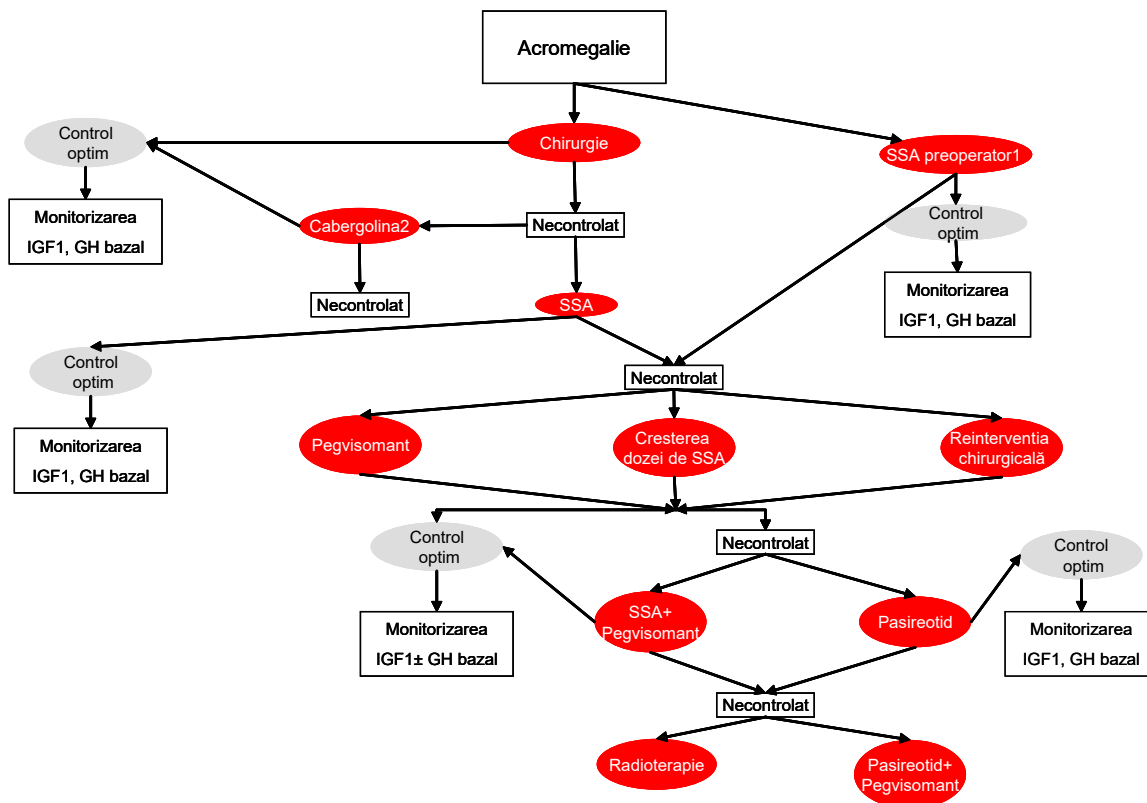 Acromegalie
Control
optim
Chirurgie
SSA preoperator1
Monitorizarea
IGF1, GH bazal
Cabergolina2
Necontrolat
Control
optim
Necontrolat
SSA
Monitorizarea
IGF1, GH bazal
Control
optim
Necontrolat
Monitorizarea
IGF1, GH bazal
Pegvisomant
Cresterea
dozei de SSA
Reinterventia
chirurgicală
Control
optim
Necontrolat
Control
optim
Monitorizarea
IGF1± GH bazal
SSA+
Pegvisomant
Pasireotid
Monitorizarea
IGF1, GH bazal
Necontrolat
Radioterapie
Pasireotid+
Pegvisomant